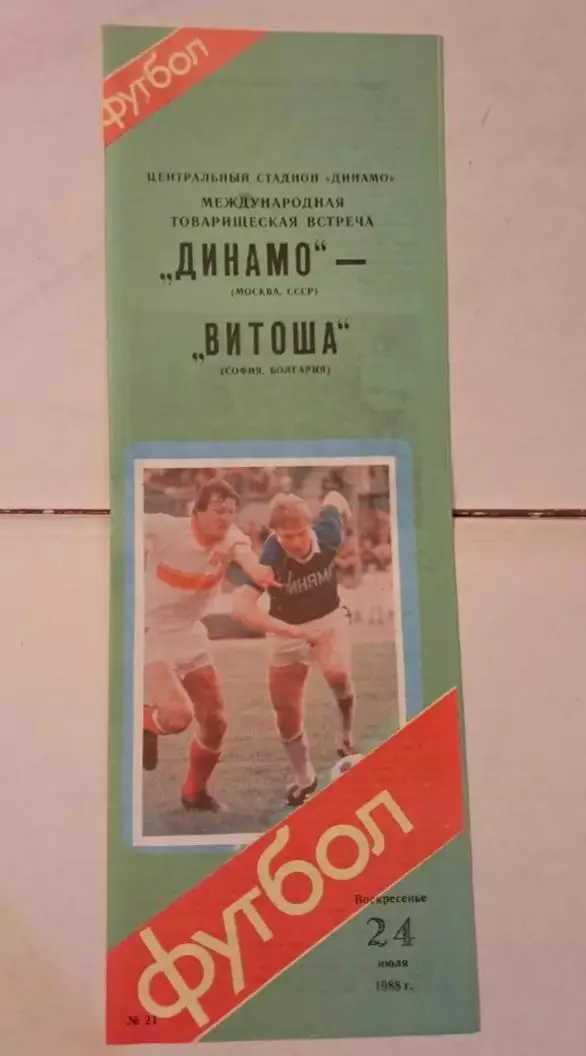 футбол
ЦЕНТРАЛЬНЫЙ СТАДИОН «ДИНАМО»
МЕЖДУНАРОДНАЯ
ТОВАРИЩЕСКАЯ ВСТРЕЧА
„ДИНАМО“ —
(МОСКВА, СССР)
„ВИТОША“
(СОФИЯ, БОЛГАРИЯ)
ДИНАМО
футбол
Воскресенье
24
июля
1988 г.
№ 21